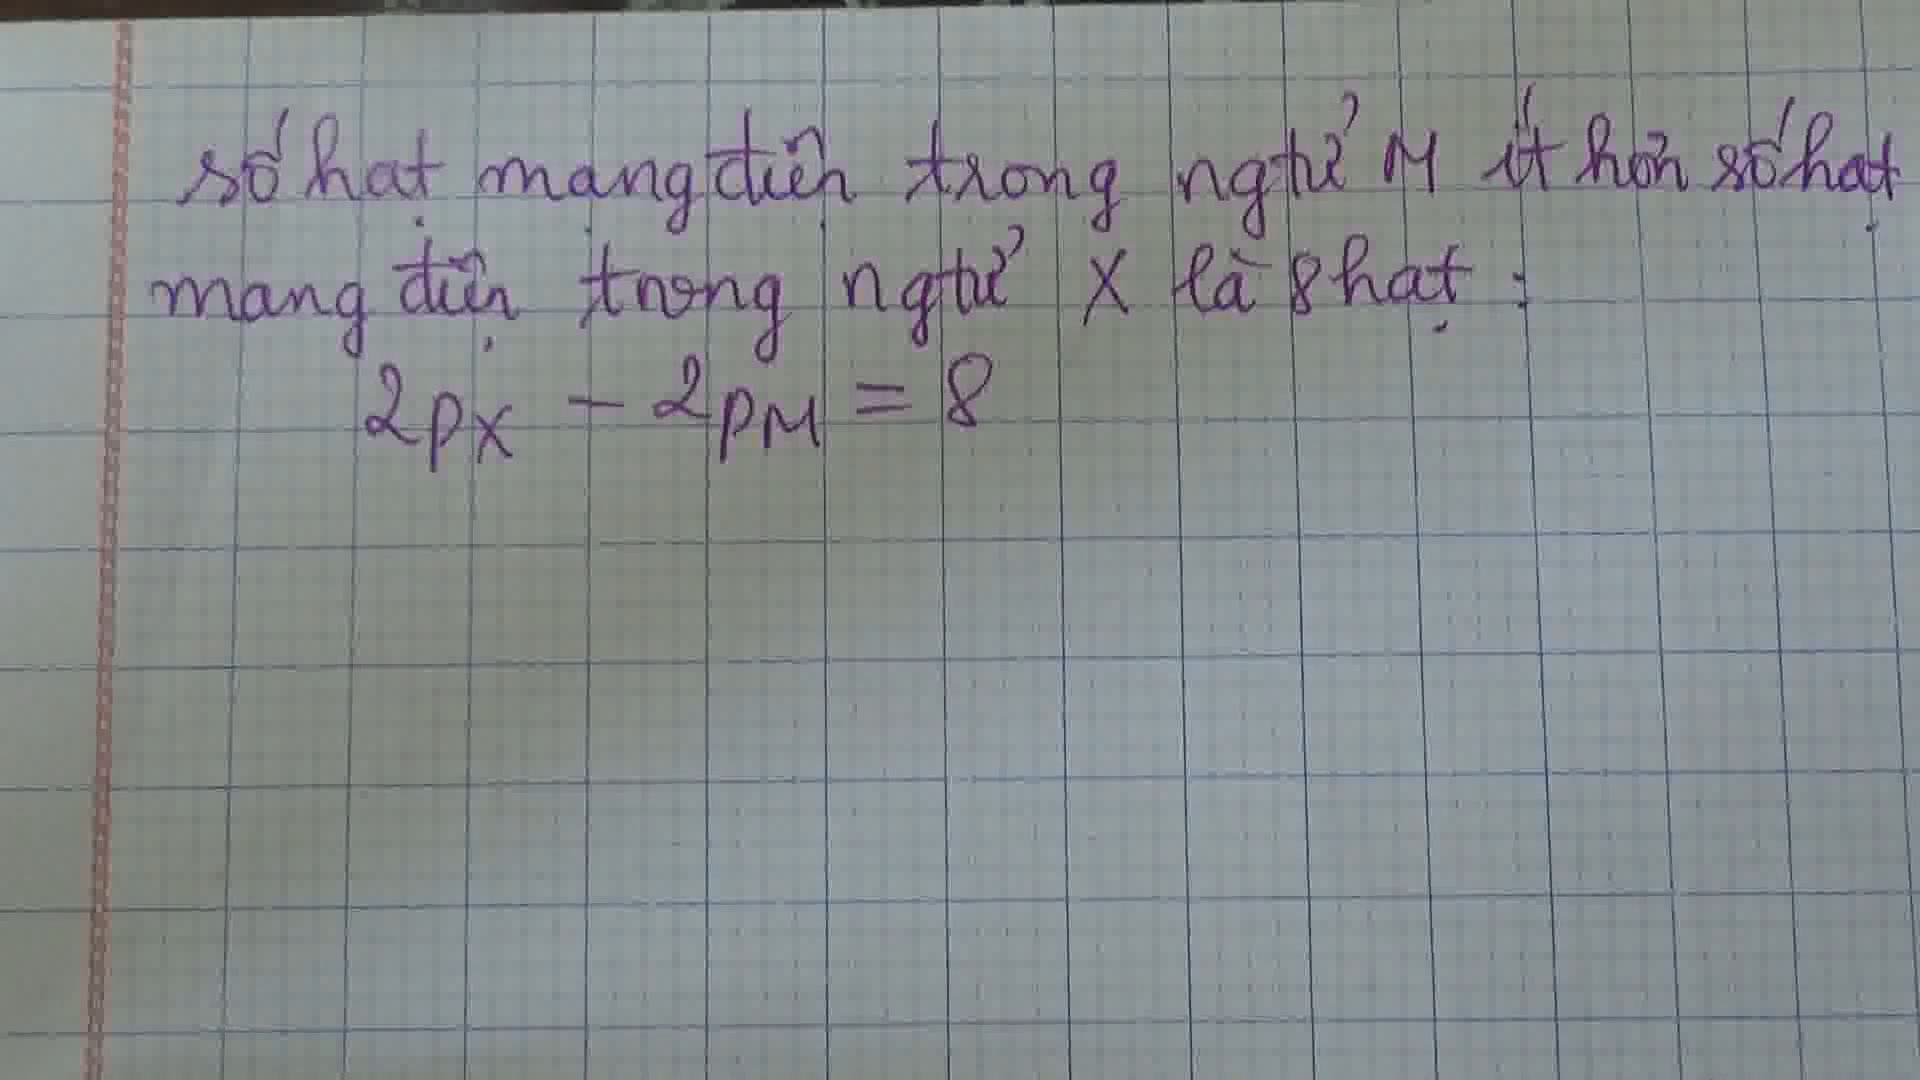 số hạt mang điện trong ngtử M ít hơn số hạt
mang điện trong ngtử X là 8 hạt :
2pX - 2pM = 8